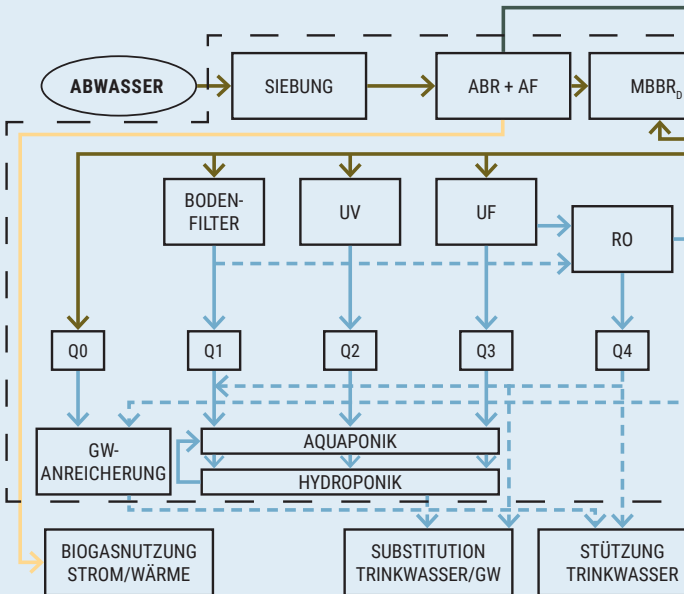 ABWASSER
SIEBUNG
ABR + AF
MBBR_D
BODEN-
FILTER
UV
UF
RO
Q0
Q1
Q2
Q3
Q4
GW-
ANREICHERUNG
AQUAPONIK
HYDROPONIK
BIOGASNUTZUNG
STROM/WÄRME
SUBSTITUTION
TRINKWASSER/GW
STÜTZUNG
TRINKWASSER